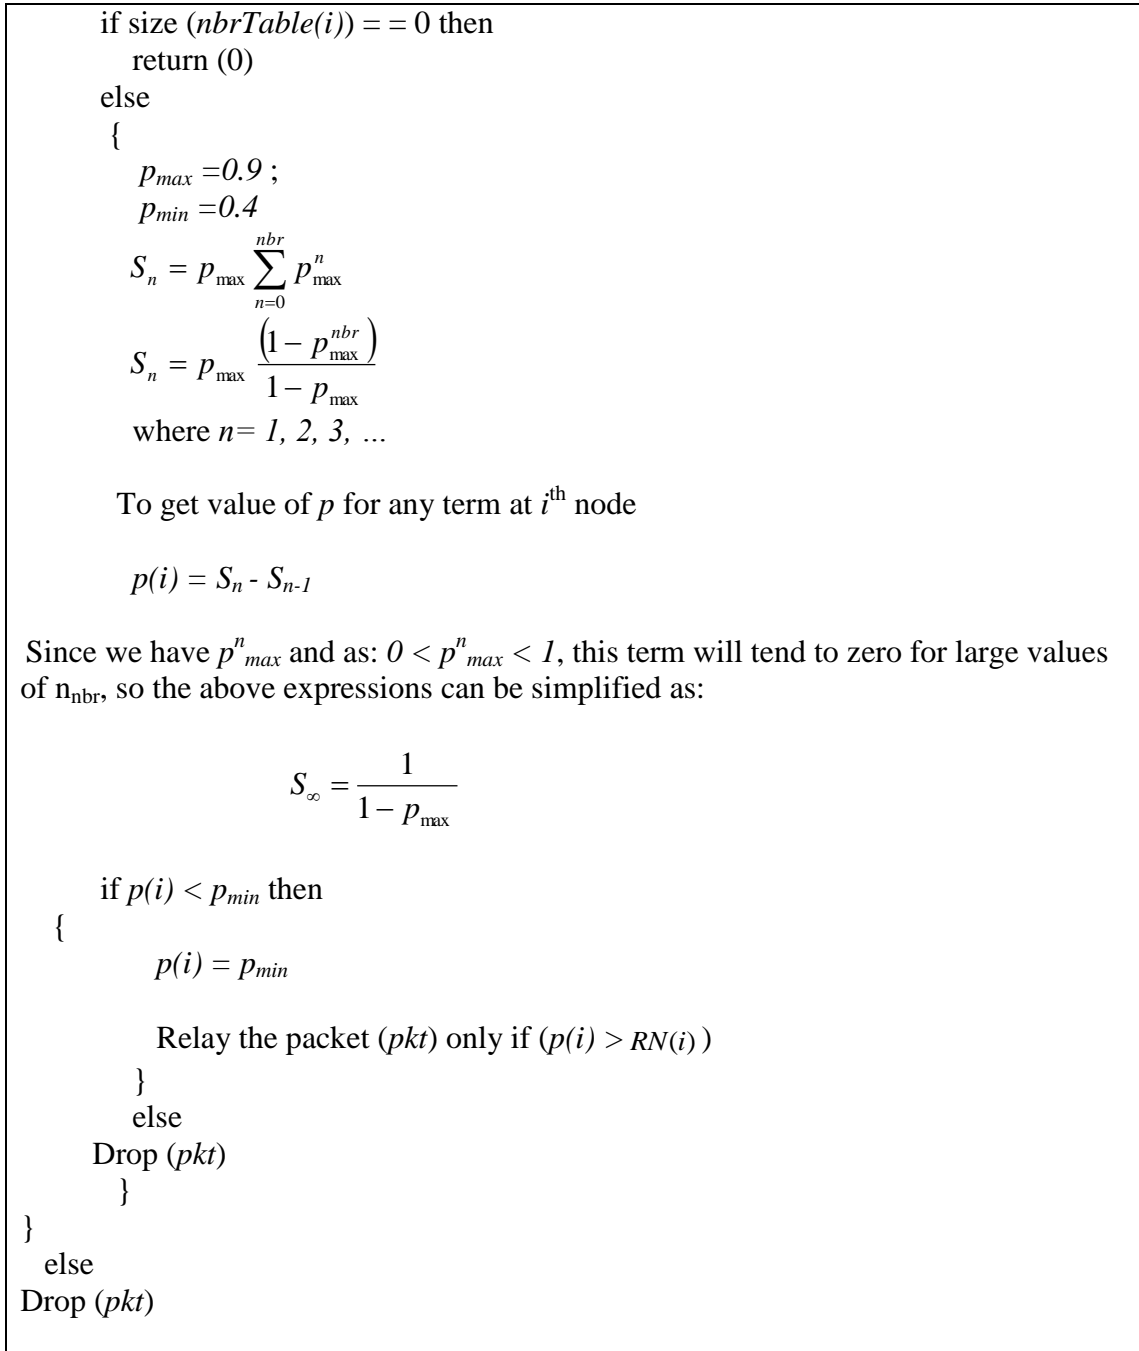 if size (nbrTable(i)) = = 0 then
return (0)
else
{
p_max =0.9 ;
p_min =0.4
S_n = p_max \sum_{n=0}^{nbr} p_max^n
S_n = p_max \frac{(1 − p_max^{nbr})}{1 − p_max}
where n= 1, 2, 3, ...
To get value of p for any term at i^th node
p(i) = S_n - S_{n-1}
Since we have p^n_max and as: 0 < p^n_max < 1, this term will tend to zero for large values
of n_nbr, so the above expressions can be simplified as:
S_∞ = \frac{1}{1 − p_max}
if p(i) < p_min then
{
p(i) = p_min
Relay the packet (pkt) only if (p(i) > RN(i) )
}
else
Drop (pkt)
}
}
else
Drop (pkt)